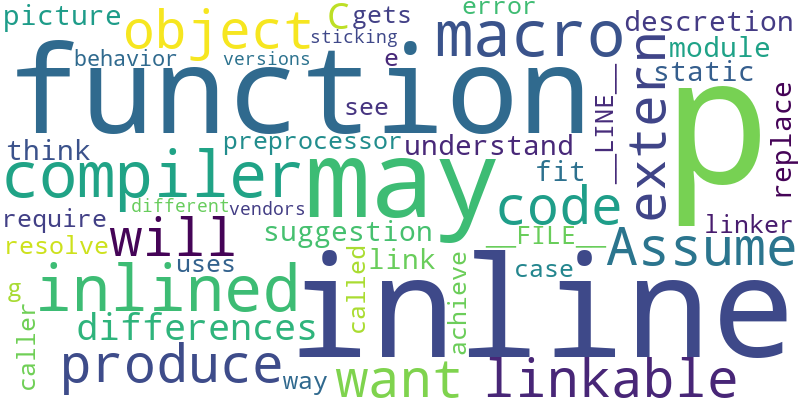 picture
object
C
gets
sticking
error
macro
descretion
module
behavior
versions
e
static
function
see
__LINE__
extern
p
replace
think
preprocessor
understand
compiler
may
fit
code
require
different
vendors
will
suggestion
__FILE__
linker
resolve
uses
link
case
Assume
go
inlined
called
achieve
inline
caller
differences
produce
way
want
linkable